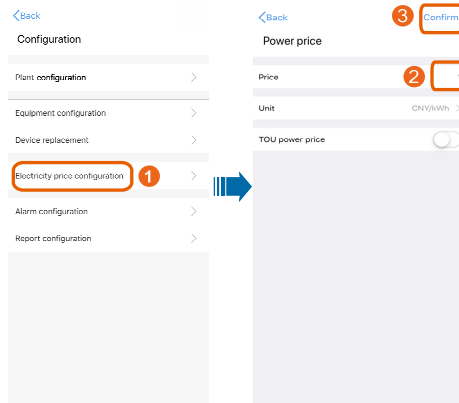 Back
Configuration
Plant configuration
Equipment configuration
Device replacement
Electricity price configuration
1
Alarm configuration
Report configuration
Back
3
Confirm
Power price
Price
2
Unit
CNY/kWh
TOU power price